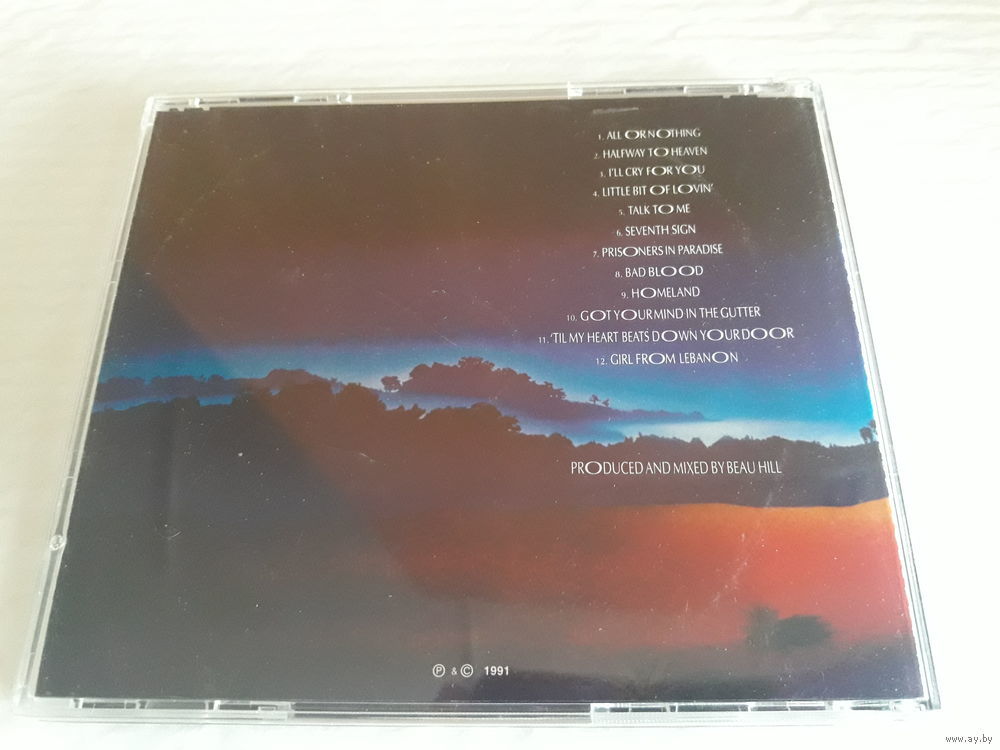 1. ALL OR NOTHING
2. HALFWAY TO HEAVEN
3. I'LL CRY FOR YOU
4. LITTLE BIT OF LOVIN'
5. TALK TO ME
6. SEVENTH SIGN
7. PRISONERS IN PARADISE
8. BAD BLOOD
9. HOMELAND
10. GOT YOUR MIND IN THE GUTTER
11. 'TIL MY HEART BEATS DOWN YOUR DOOR
12. GIRL FROM LEBANON
PRODUCED AND MIXED BY BEAU HILL
Ⓟ & © 1991
www.ay.by